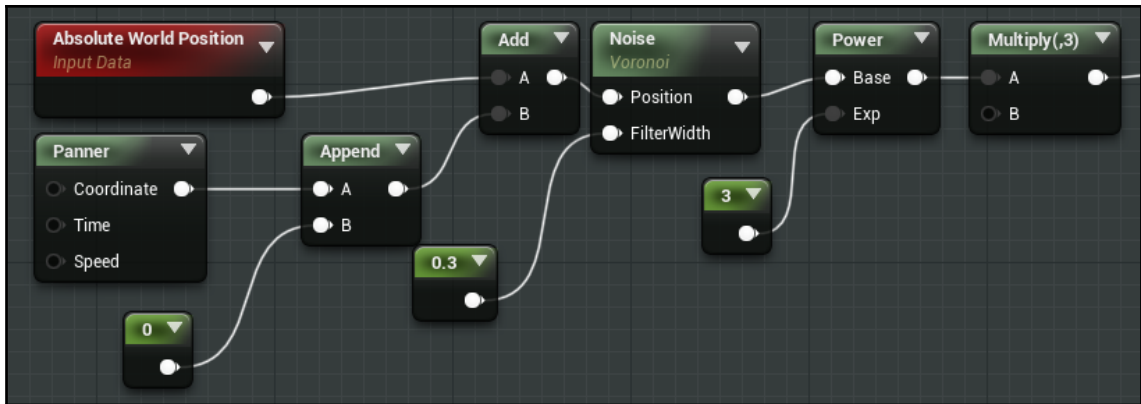 Absolute World Position
Input Data
Add
A
B
Noise
Voronoi
Position
FilterWidth
Power
Base
Exp
Multiply(,3)
A
B
Panner
Coordinate
Time
Speed
Append
A
B
3
0.3
0